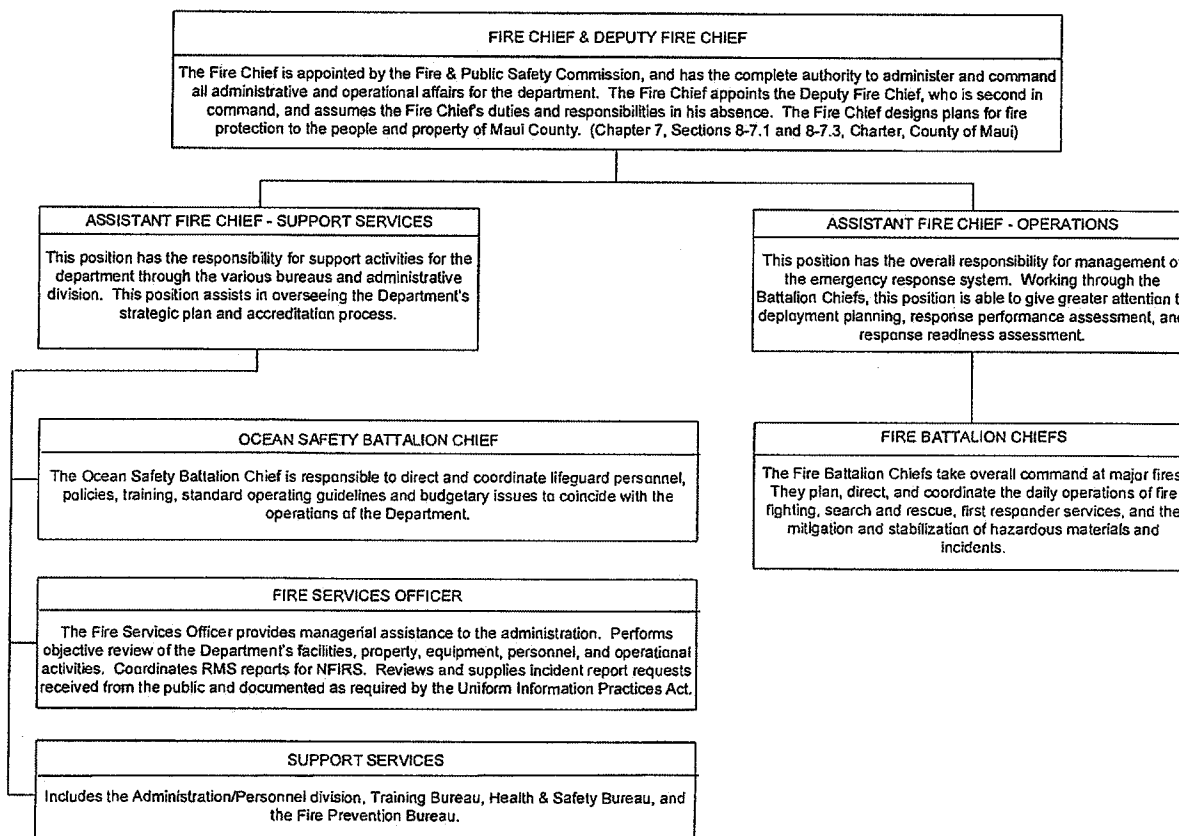 FIRE CHIEF & DEPUTY FIRE CHIEF
The Fire Chief is appointed by the Fire & Public Safety Commission, and has the complete authority to administer and command
all administrative and operational affairs for the department. The Fire Chief appoints the Deputy Fire Chief, who is second in
command, and assumes the Fire Chief's duties and responsibilities in his absence. The Fire Chief designs plans for fire
protection to the people and property of Maui County. (Chapter 7, Sections 8-7.1 and 8-7.3, Charter, County of Maui)
ASSISTANT FIRE CHIEF - SUPPORT SERVICES
This position has the responsibility for support activities for the
department through the various bureaus and administrative
division. This position assists in overseeing the Department's
strategic plan and accreditation process.
ASSISTANT FIRE CHIEF - OPERATIONS
This position has the overall responsibility for management o
the emergency response system. Working through the
Battalion Chiefs, this position is able to give greater attention t
deployment planning, response performance assessment, and
response readiness assessment.
OCEAN SAFETY BATTALION CHIEF
The Ocean Safety Battalion Chief is responsible to direct and coordinate lifeguard personnel,
policies, training, standard operating guidelines and budgetary issues to coincide with the
operations of the Department.
FIRE BATTALION CHIEFS
The Fire Battalion Chiefs take overall command at major fires
They plan, direct, and coordinate the daily operations of fire
fighting, search and rescue, first responder services, and the
mitigation and stabilization of hazardous materials and
incidents.
FIRE SERVICES OFFICER
The Fire Services Officer provides managerial assistance to the administration. Performs
objective review of the Department's facilities, property, equipment, personnel, and operational
activities. Coordinates RMS reports for NFIRS. Reviews and supplies incident report requests
received from the public and documented as required by the Uniform Information Practices Act.
SUPPORT SERVICES
Includes the Administration/Personnel division, Training Bureau, Health & Safety Bureau, and
the Fire Prevention Bureau.